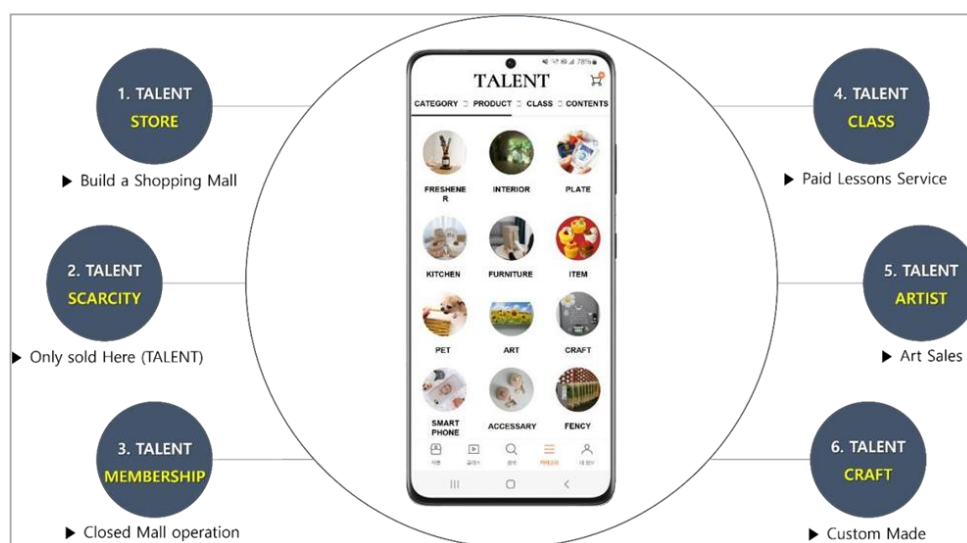 1. TALENT
STORE
▶ Build a Shopping Mall
2. TALENT
SCARCITY
▶ Only sold Here (TALENT)
3. TALENT
MEMBERSHIP
▶ Closed Mall operation
78%
TALENT
CATEGORY PRODUCT CLASS CONTENTS
FRESHENE
R
INTERIOR
PLATE
KITCHEN
FURNITURE
ITEM
PET
ART
CRAFT
SMART
PHONE
ACCESSARY
FENCY
4. TALENT
CLASS
▶ Paid Lessons Service
5. TALENT
ARTIST
▶ Art Sales
6. TALENT
CRAFT
▶ Custom Made